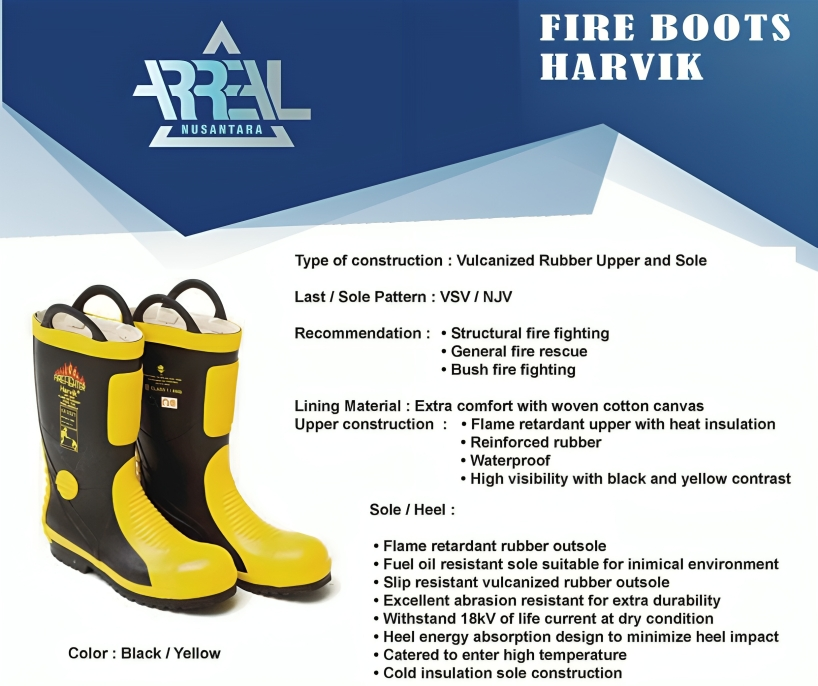 ARREAL
NUSANTARA
FIRE BOOTS
HARVIK
Type of construction : Vulcanized Rubber Upper and Sole
Last / Sole Pattern : VSV / NJV
Recommendation : • Structural fire fighting
• General fire rescue
• Bush fire fighting
Lining Material : Extra comfort with woven cotton canvas
Upper construction : • Flame retardant upper with heat insulation
• Reinforced rubber
• Waterproof
• High visibility with black and yellow contrast
FIREFIGHTER
Harvik
CLASS I
Sole / Heel :
• Flame retardant rubber outsole
• Fuel oil resistant sole suitable for inimical environment
• Slip resistant vulcanized rubber outsole
• Excellent abrasion resistant for extra durability
• Withstand 18kV of life current at dry condition
• Heel energy absorption design to minimize heel impact
• Catered to enter high temperature
• Cold insulation sole construction
Color : Black / Yellow